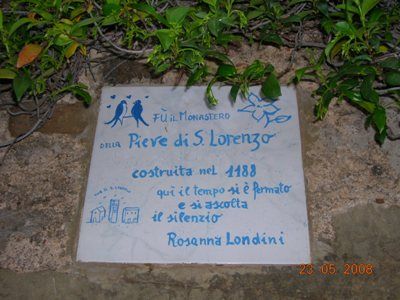 FÙ IL MONASTERO
DELLA PIEVE di S. LORENZO
costruita nel 1188
qui il tempo si è fermato
e si ascolta
il silenzio
Rosanna Londini
23.05.2008